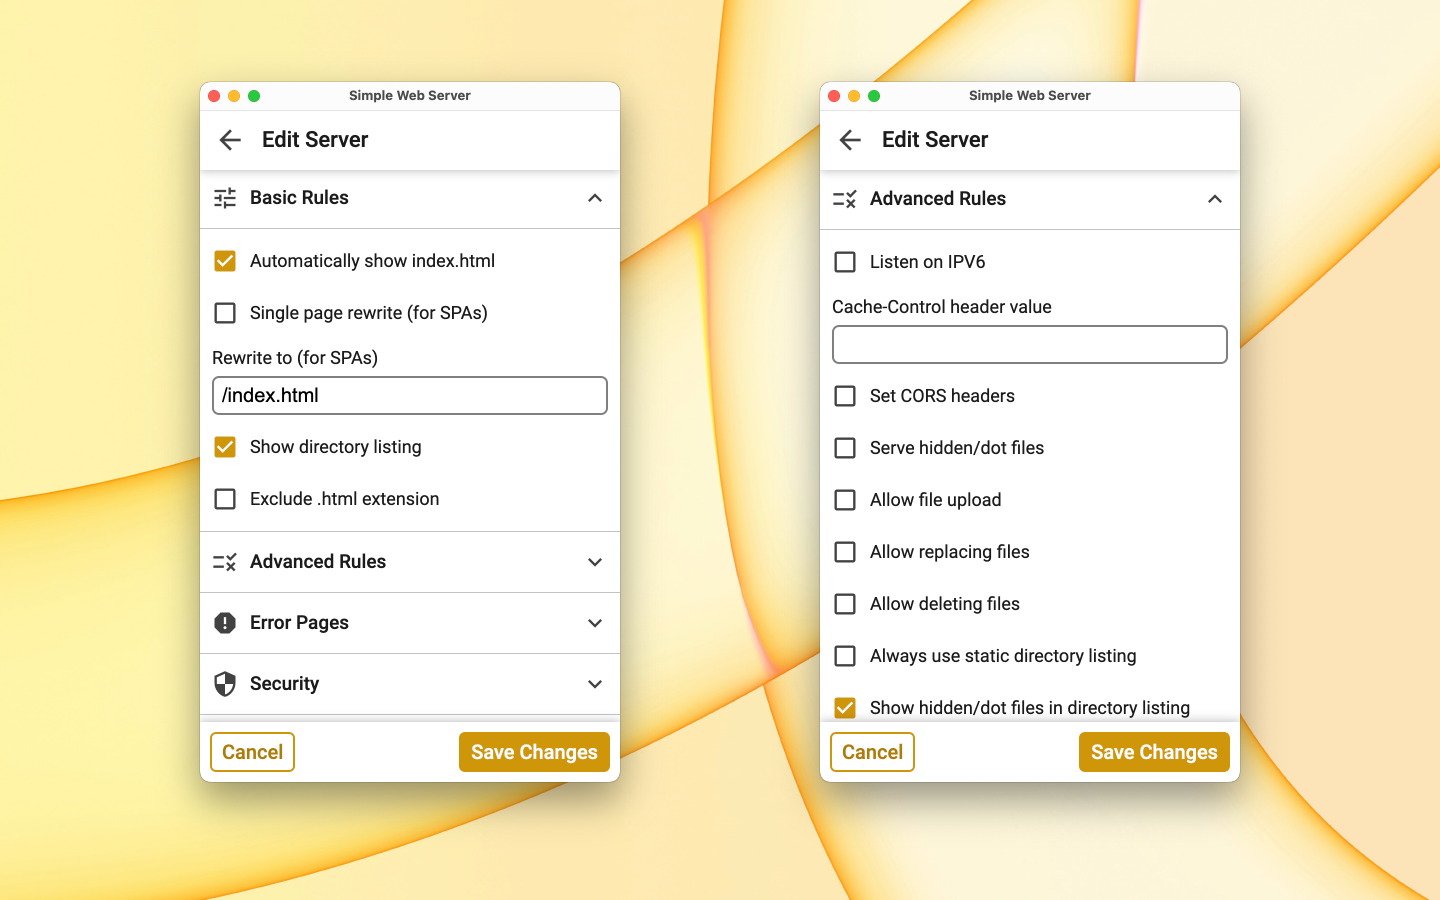 Simple Web Server
Edit Server
Basic Rules
Automatically show index.html
Single page rewrite (for SPAs)
Rewrite to (for SPAs)
/index.html
Show directory listing
Exclude .html extension
Advanced Rules
Error Pages
Security
Cancel
Save Changes
Simple Web Server
Edit Server
Advanced Rules
Listen on IPV6
Cache-Control header value
Set CORS headers
Serve hidden/dot files
Allow file upload
Allow replacing files
Allow deleting files
Always use static directory listing
Show hidden/dot files in directory listing
Cancel
Save Changes